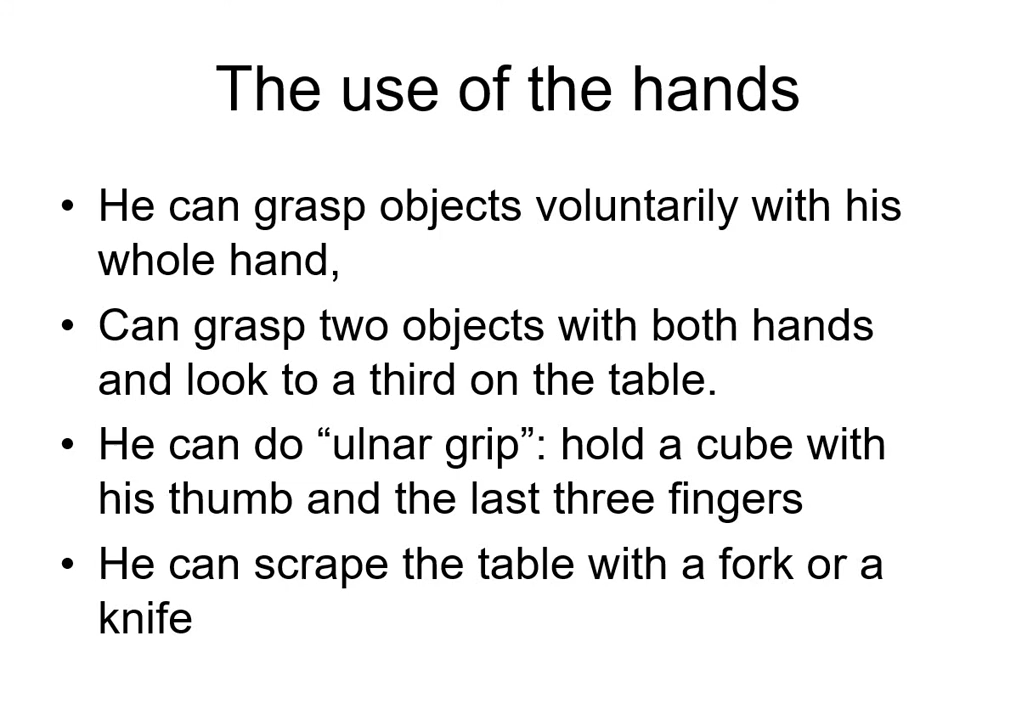 The use of the hands
• He can grasp objects voluntarily with his
whole hand,
• Can grasp two objects with both hands
and look to a third on the table.
• He can do “ulnar grip”: hold a cube with
his thumb and the last three fingers
• He can scrape the table with a fork or a
knife